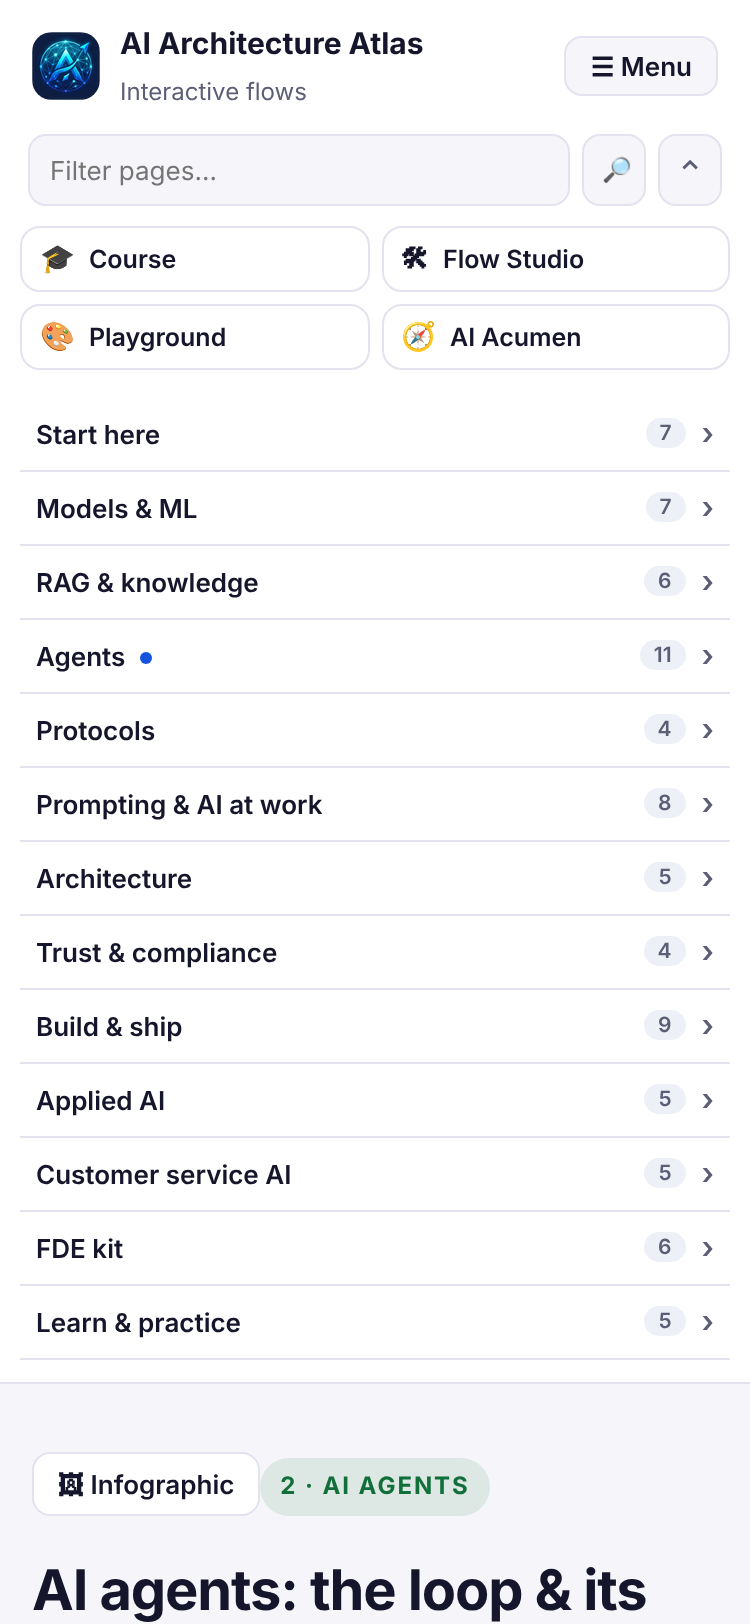 AI Architecture Atlas
Interactive flows
☰ Menu
Filter pages...
Course
Flow Studio
Playground
AI Acumen
Start here 7
Models & ML 7
RAG & knowledge 6
Agents 11
Protocols 4
Prompting & AI at work 8
Architecture 5
Trust & compliance 4
Build & ship 9
Applied AI 5
Customer service AI 5
FDE kit 6
Learn & practice 5
Infographic
2 · AI AGENTS
AI agents: the loop & its